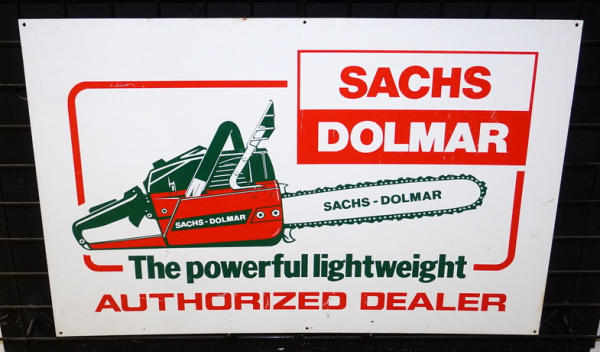 SACHS
DOLMAR
SACHS - DOLMAR
SACHS - DOLMAR
The powerful lightweight
AUTHORIZED DEALER